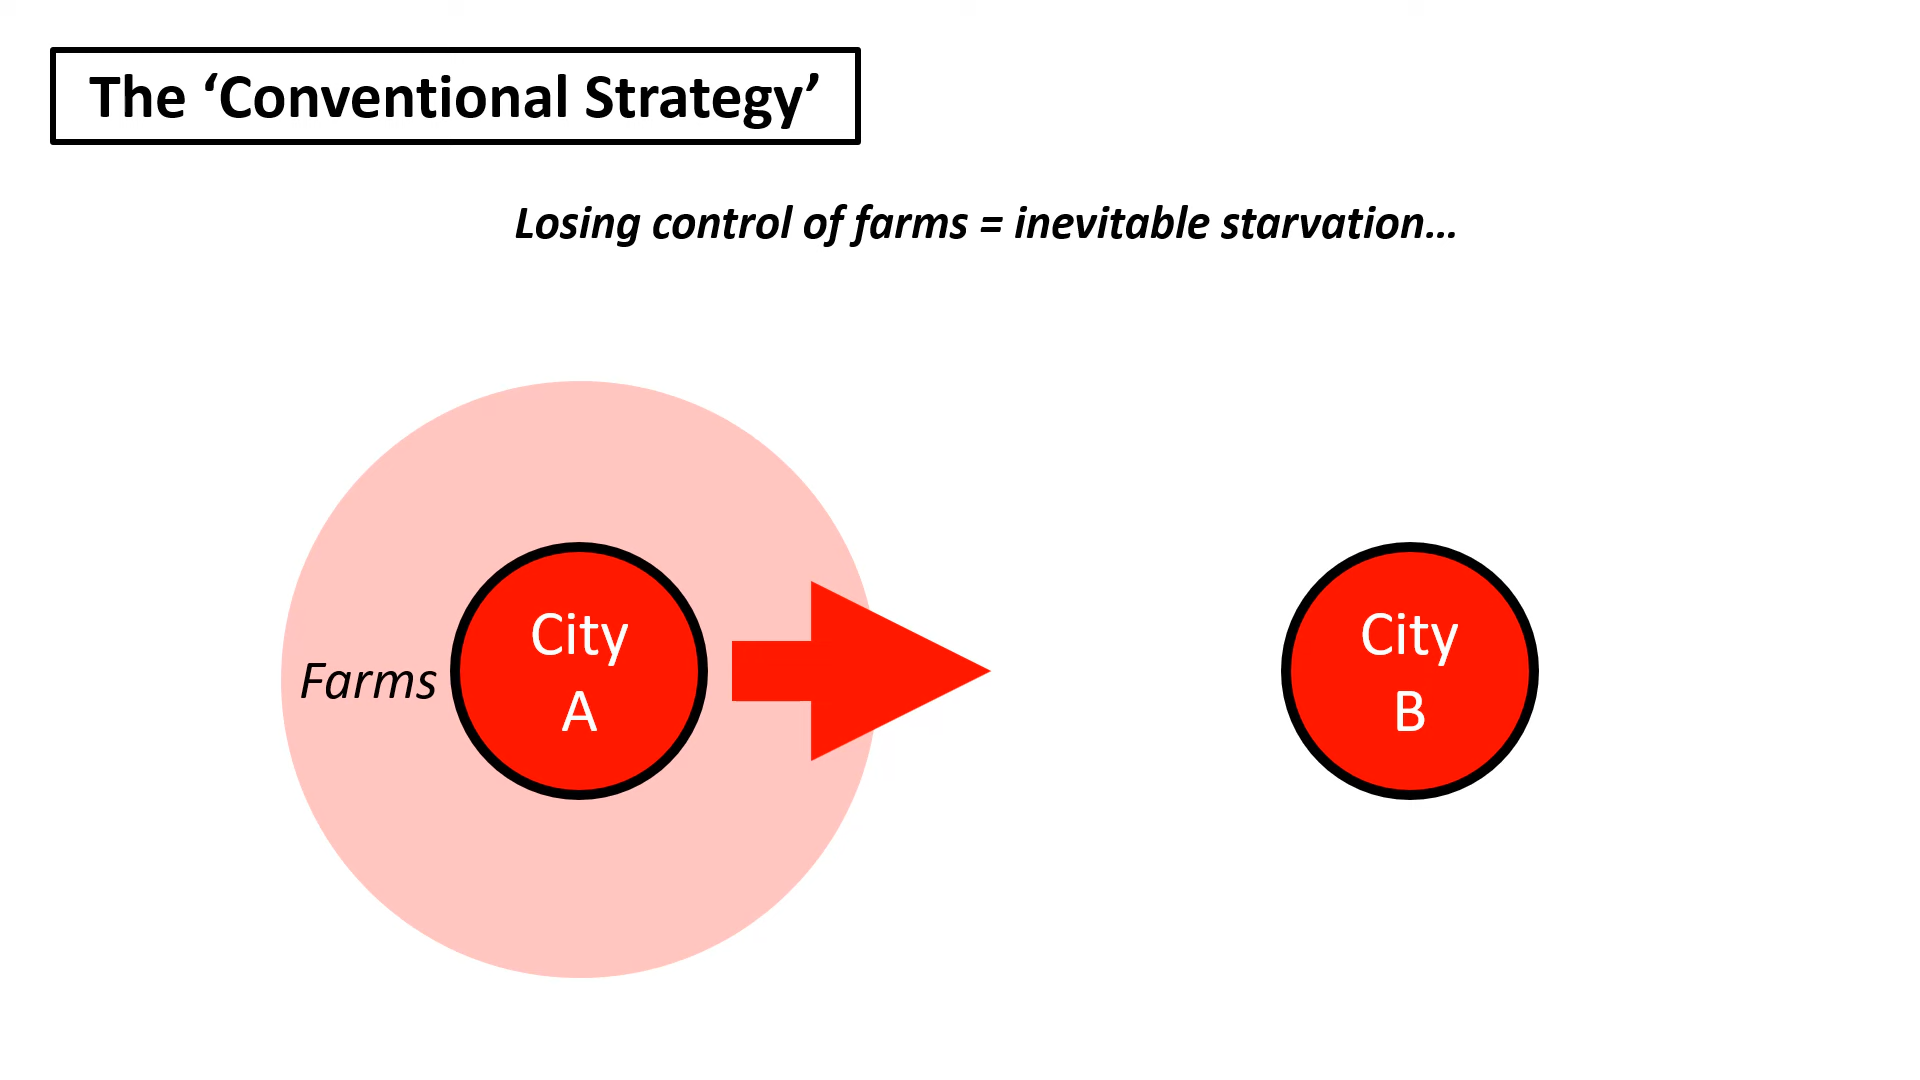 The ‘Conventional Strategy’
Losing control of farms = inevitable starvation…
Farms
City
A
City
B